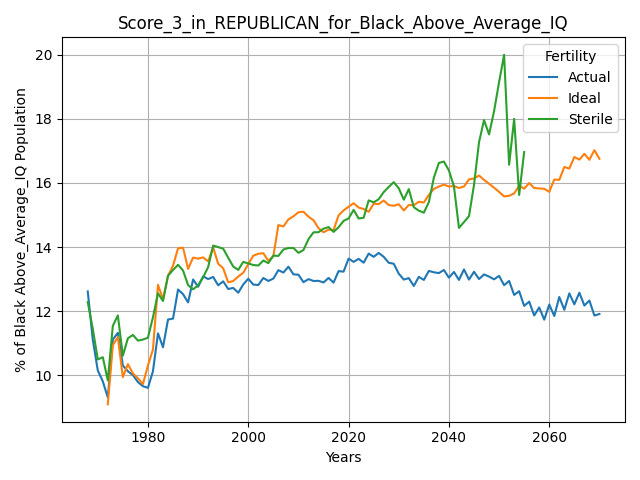 Score_3_in_REPUBLICAN_for_Black_Above_Average_IQ
% of Black Above_Average_IQ Population
20
18
16
14
12
10
1980
2000
2020
2040
2060
Years
Fertility
Actual
Ideal
Sterile